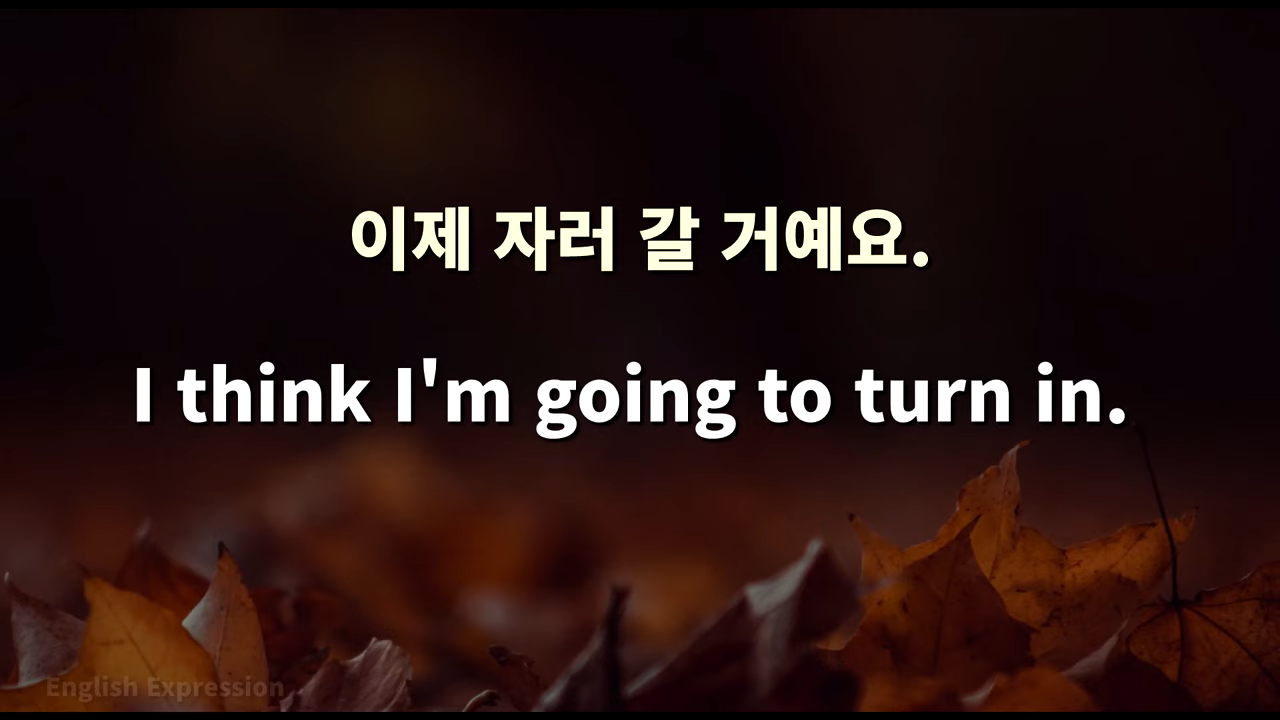 이제 자러 갈 거예요.
I think I'm going to turn in.
English Expression